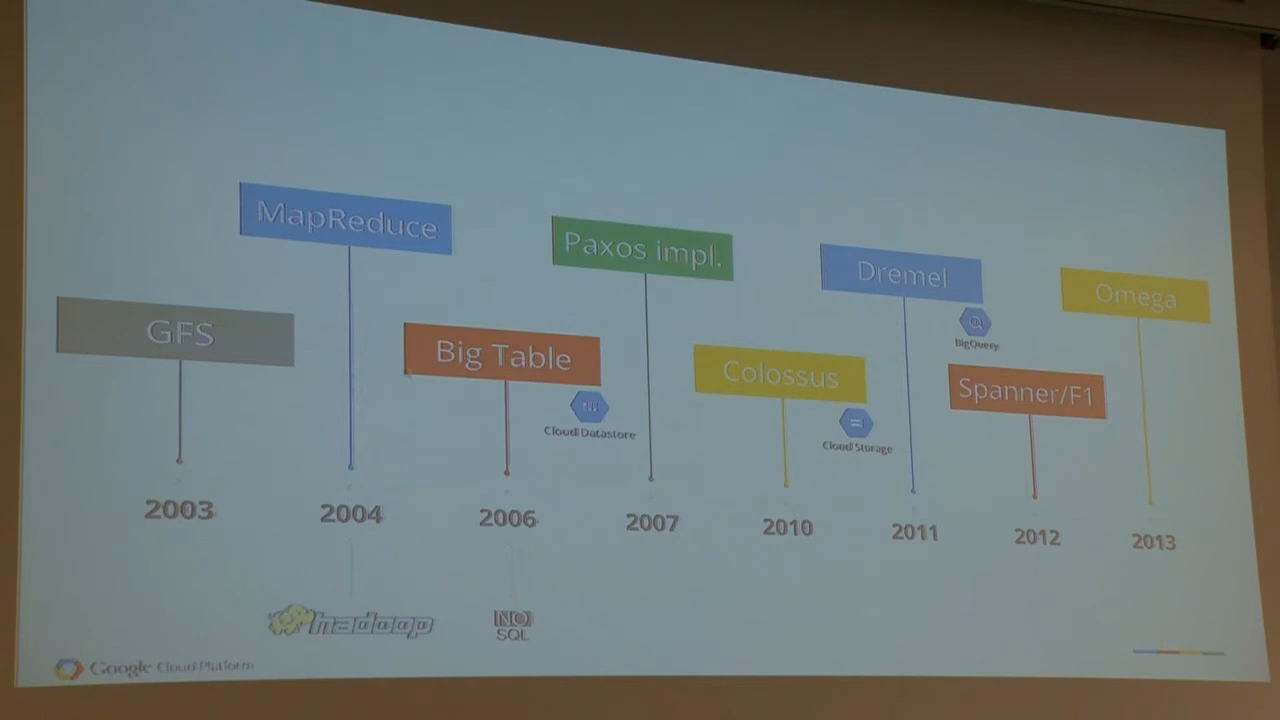 MapReduce
Paxos impl.
Dremel
Omega
GFS
Big Table
Colossus
Spanner/F1
BigQuery
Cloud Datastore
Cloud Storage
2003
2004
2006
2007
2010
2011
2012
2013
hadoop
NO
SQL
Google Cloud Platform